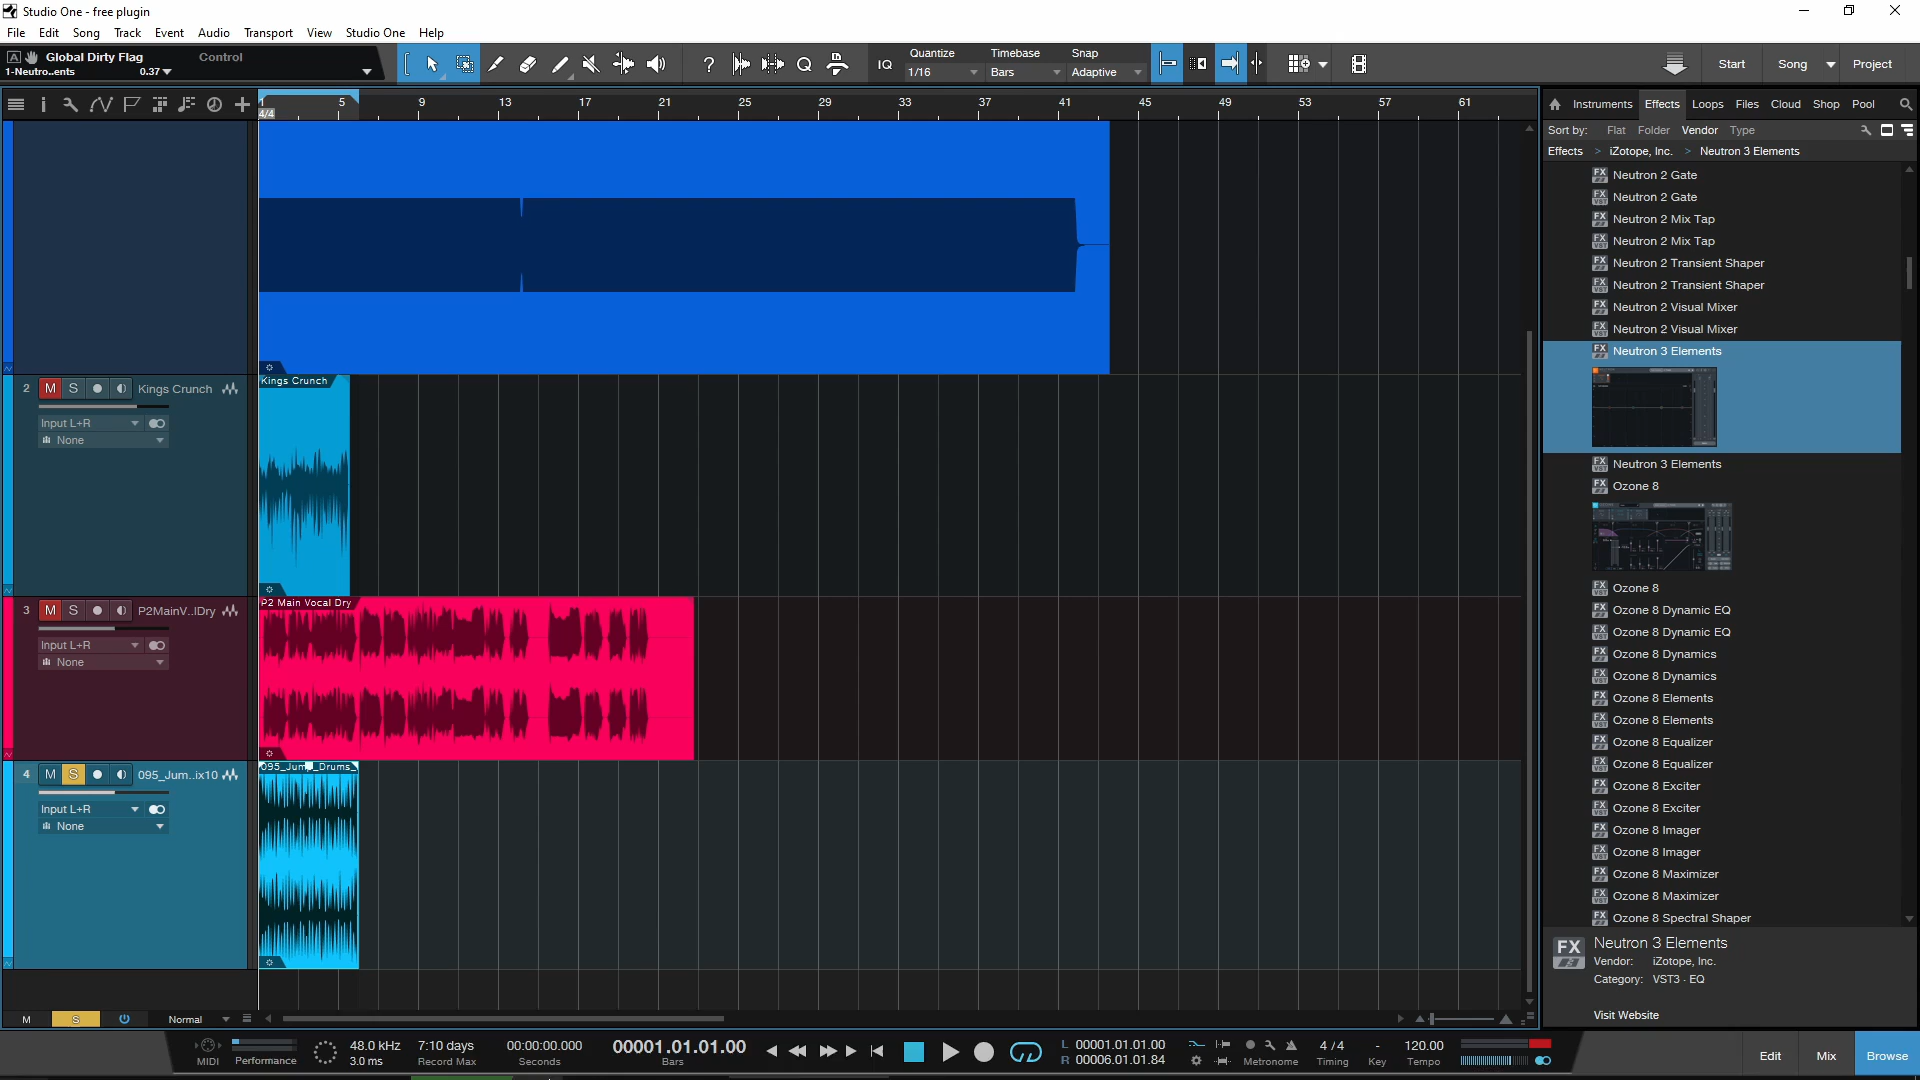 Studio One - free plugin
File Edit Song Track Event Audio Transport View Studio One Help
Global Dirty Flag Control
1-Neutro..ents 0.37
IQ Quantize Timebase Snap
1/16 Bars Adaptive
Start Song Project
1 5 9 13 17 21 25 29 33 37 41 45 49 53 57 61
4/4
Instruments Effects Loops Files Cloud Shop Pool
Sort by: Flat Folder Vendor Type
Effects > iZotope, Inc. > Neutron 3 Elements
Neutron 2 Gate
Neutron 2 Gate
Neutron 2 Mix Tap
Neutron 2 Mix Tap
Neutron 2 Transient Shaper
Neutron 2 Transient Shaper
Neutron 2 Visual Mixer
Neutron 2 Visual Mixer
Neutron 3 Elements
Neutron 3 Elements
Ozone 8
Ozone 8
Ozone 8 Dynamic EQ
Ozone 8 Dynamic EQ
Ozone 8 Dynamics
Ozone 8 Dynamics
Ozone 8 Elements
Ozone 8 Elements
Ozone 8 Equalizer
Ozone 8 Equalizer
Ozone 8 Exciter
Ozone 8 Exciter
Ozone 8 Imager
Ozone 8 Imager
Ozone 8 Maximizer
Ozone 8 Maximizer
Ozone 8 Spectral Shaper
FX Neutron 3 Elements
Vendor: iZotope, Inc.
Category: VST3 - EQ
Visit Website
2 M S Kings Crunch
Input L+R
None
Kings Crunch
3 M S P2MainV..lDry
Input L+R
None
P2 Main Vocal Dry
4 M S 095_Jum..ix10
Input L+R
None
095_Jump_Drums_
M S Normal
MIDI Performance
48.0 kHz
3.0 ms
7:10 days
Record Max
00:00:00.000
Seconds
00001.01.01.00
Bars
L 00001.01.01.00
R 00006.01.01.84
Metronome
4 / 4
Timing
-
Key
120.00
Tempo
Edit Mix Browse